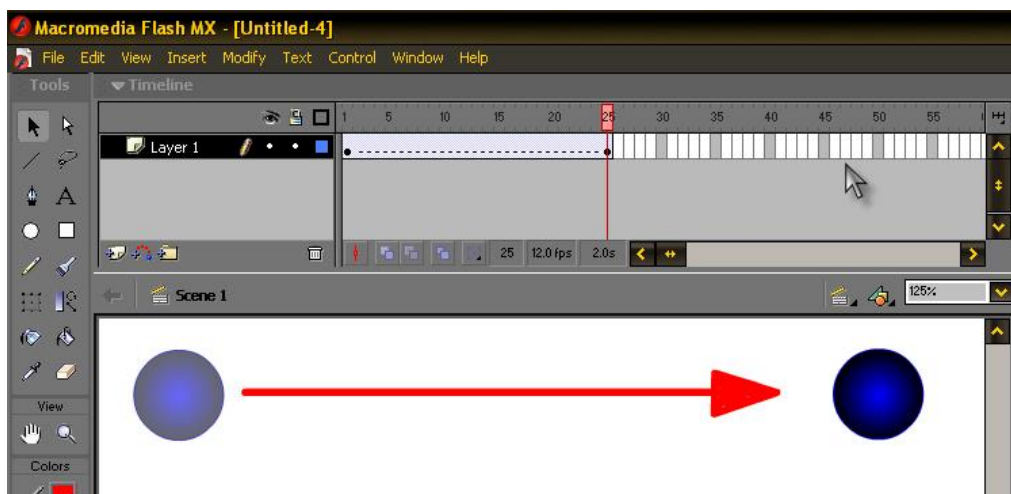 Macromedia Flash MX - [Untitled-4]
File Edit View Insert Modify Text Control Window Help
Tools
Timeline
1 5 10 15 20 25 30 35 40 45 50 55
Layer 1
A
25 12.0 fps 2.0s
Scene 1
125%
View
Colors